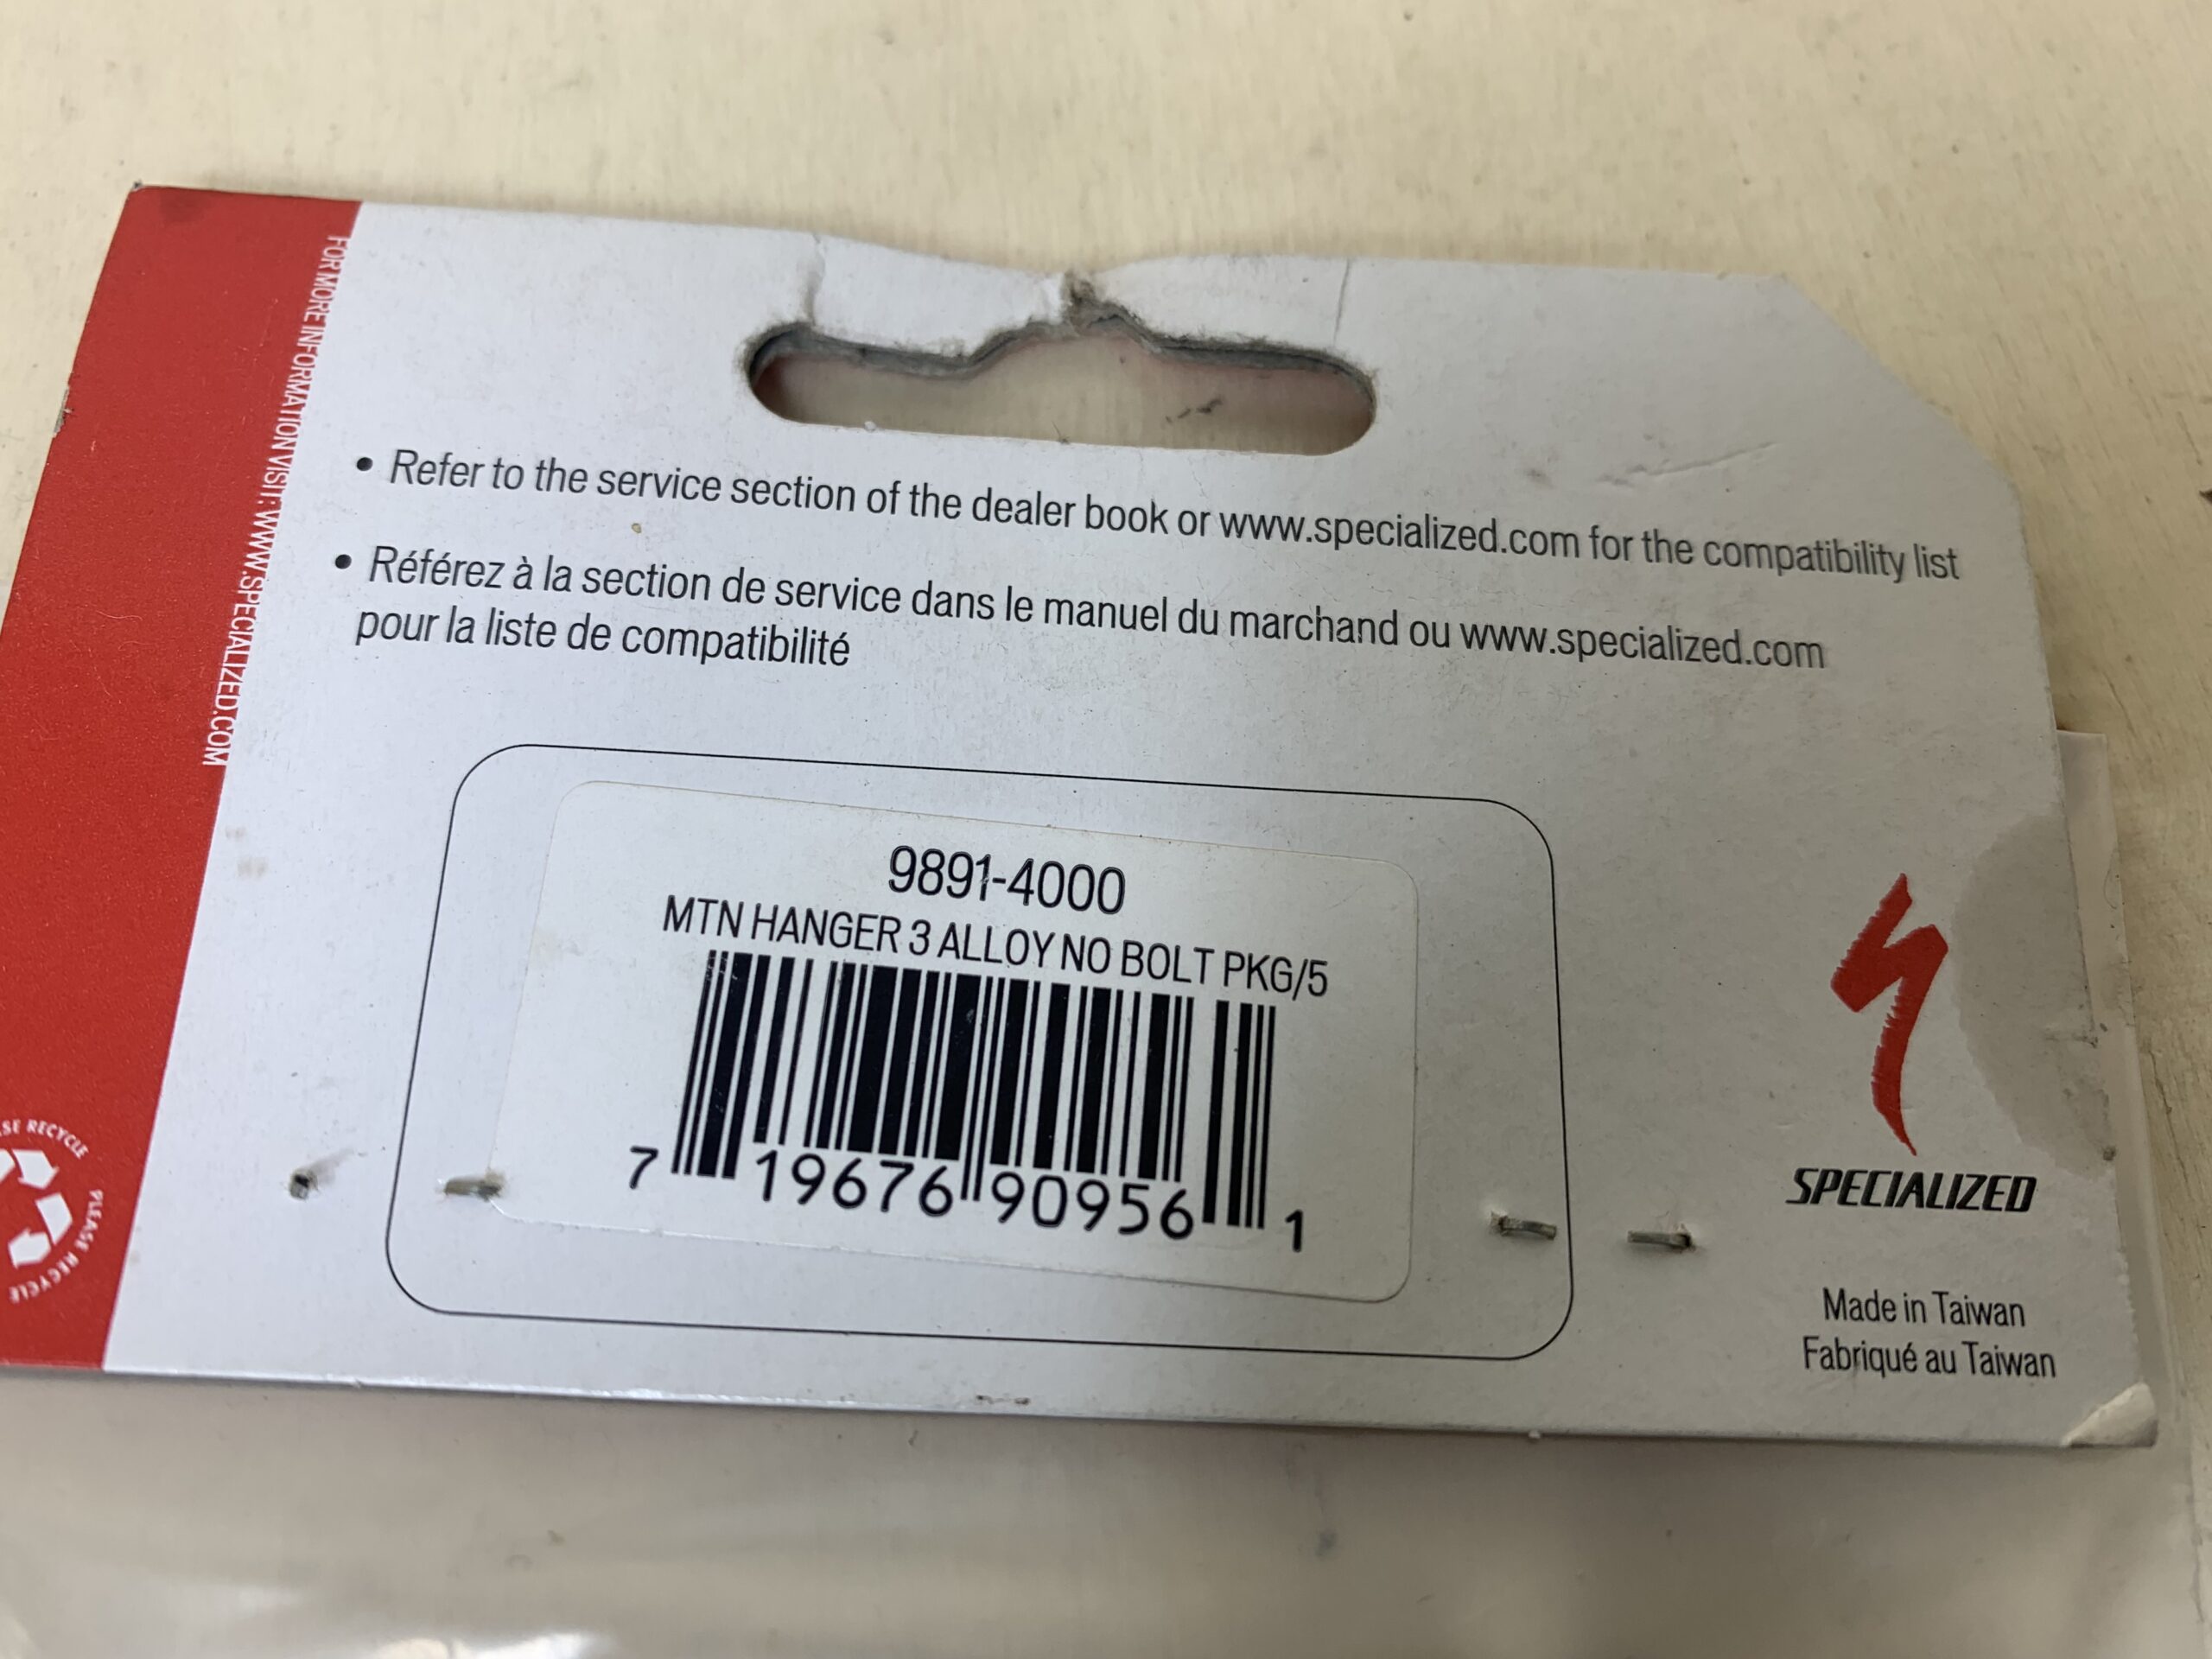 FOR MORE INFORMATION VISIT: WWW.SPECIALIZED.COM
• Refer to the service section of the dealer book or www.specialized.com for the compatibility list
• Référez à la section de service dans le manuel du marchand ou www.specialized.com
pour la liste de compatibilité
9891-4000
MTN HANGER 3 ALLOY NO BOLT PKG/5
7 19676 90956 1
SPECIALIZED
Made in Taiwan
Fabriqué au Taiwan
RECYCLE
PLEASE RECYCLE